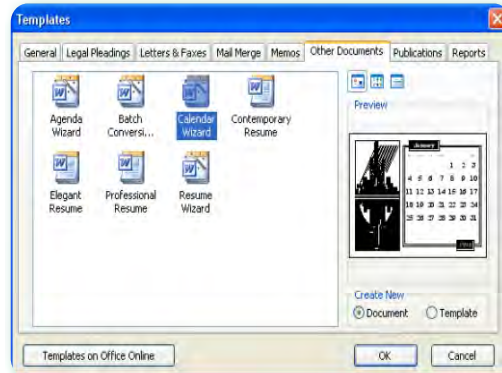 Templates
General Legal Pleadings Letters & Faxes Mail Merge Memos Other Documents Publications Reports
Agenda Wizard
Batch Conversi...
Calendar Wizard
Contemporary Resume
Elegant Resume
Professional Resume
Resume Wizard
Preview
January
1 2 3
4 5 6 7 8 9 10
11 12 13 14 15 16 17
18 19 20 21 22 23 24
25 26 27 28 29 30 31
Create New
Document Template
Templates on Office Online OK Cancel